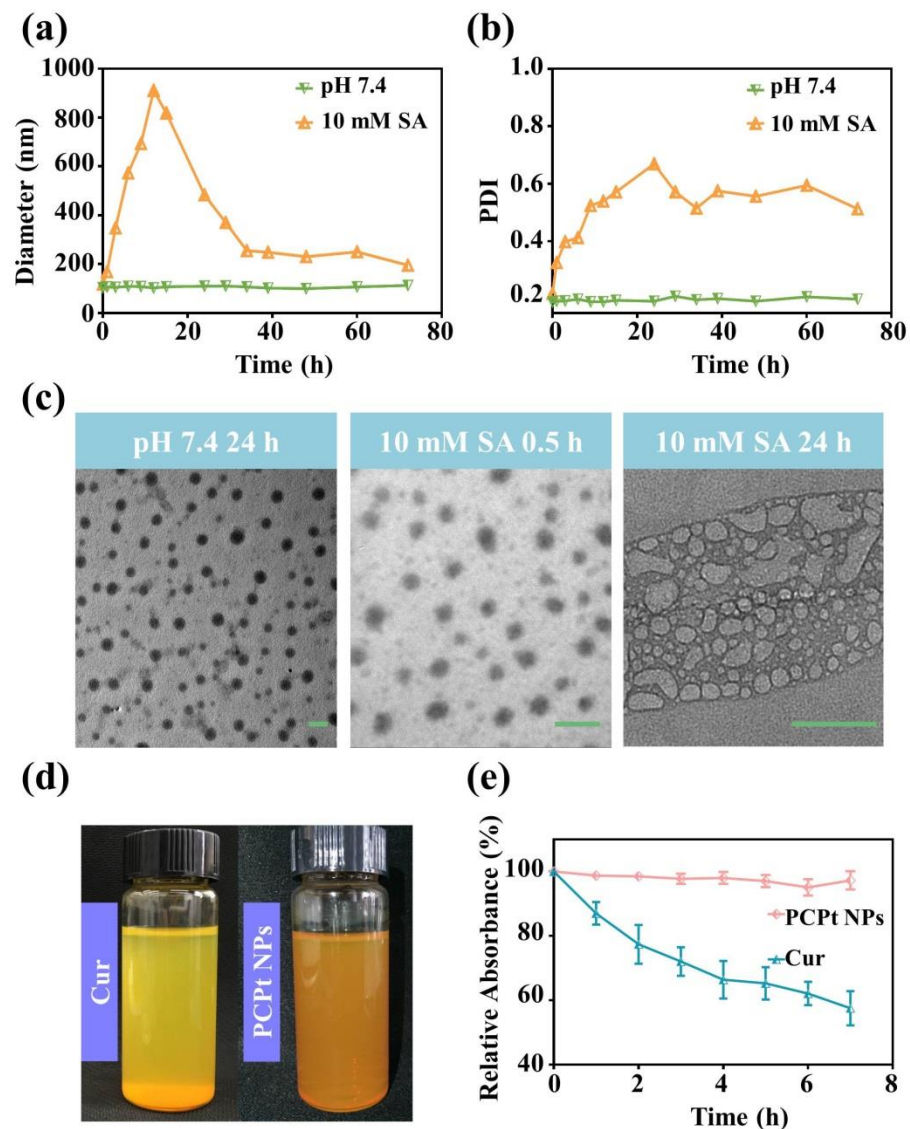 (a)
1000
800
600
400
200
0
Diameter (nm)
pH 7.4
10 mM SA
0 20 40 60 80
Time (h)
(b)
1.0
0.8
0.6
0.4
0.2
PDI
pH 7.4
10 mM SA
0 20 40 60 80
Time (h)
(c)
pH 7.4 24 h
10 mM SA 0.5 h
10 mM SA 24 h
(d)
Cur
PCPt NPs
(e)
Relative Absorbance (%)
100
80
60
40
PCPt NPs
Cur
0 2 4 6 8
Time (h)